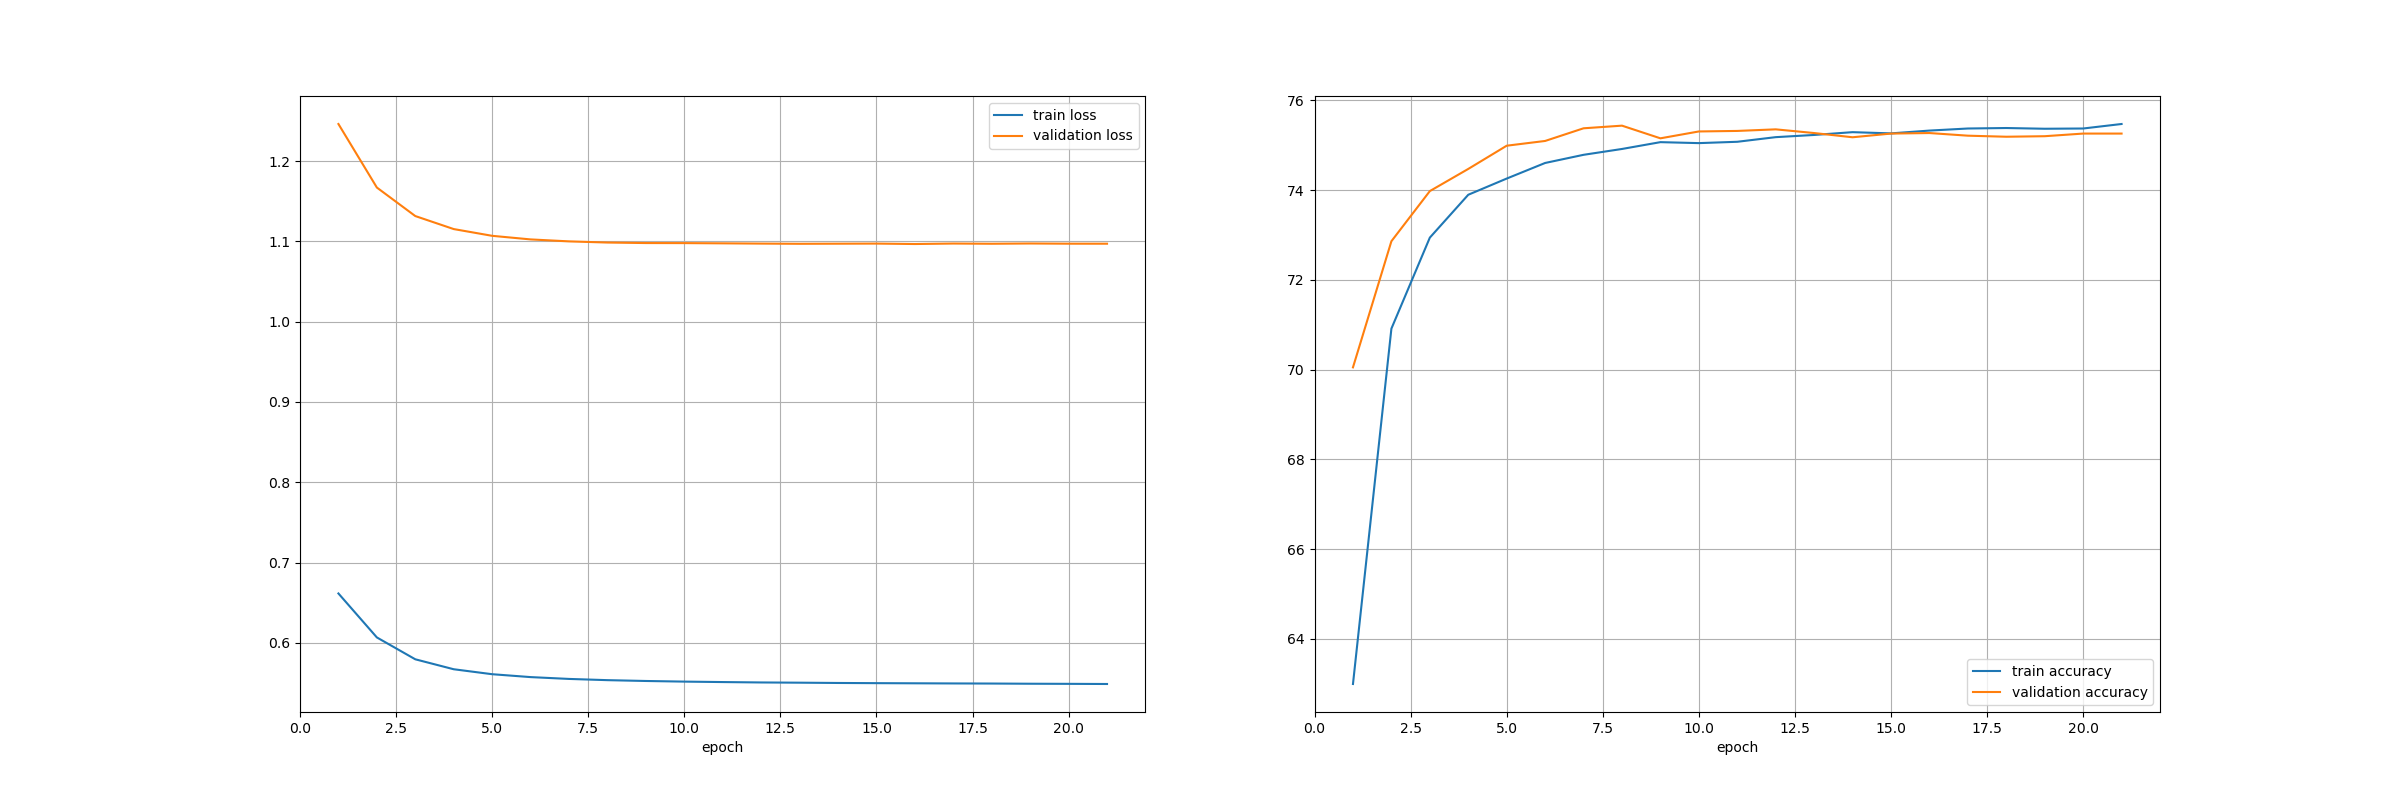 train loss
validation loss
1.2
1.1
1.0
0.9
0.8
0.7
0.6
0.0 2.5 5.0 7.5 10.0 12.5 15.0 17.5 20.0
epoch
76
74
72
70
68
66
64
train accuracy
validation accuracy
0.0 2.5 5.0 7.5 10.0 12.5 15.0 17.5 20.0
epoch